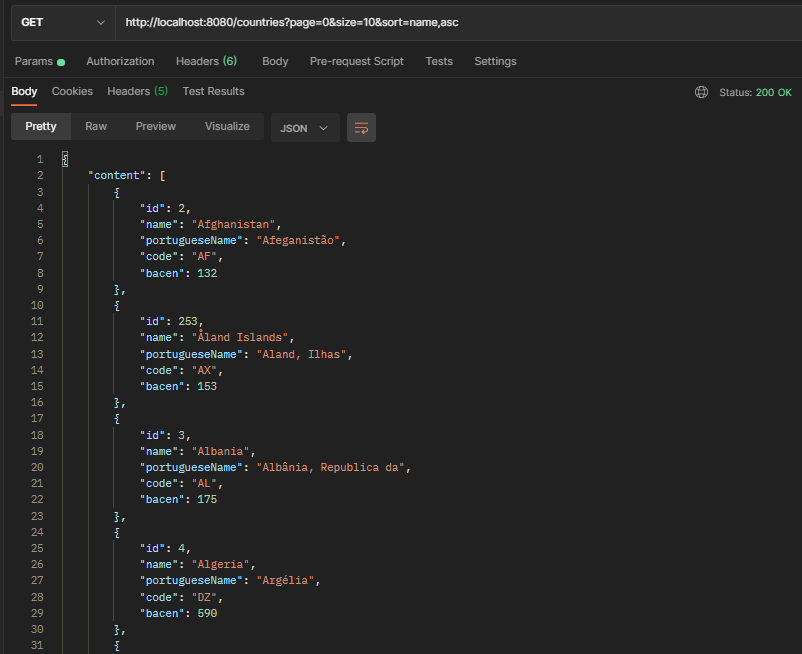 GET http://localhost:8080/countries?page=0&size=10&sort=name,asc
Params Authorization Headers (6) Body Pre-request Script Tests Settings
Body Cookies Headers (5) Test Results Status: 200 OK
Pretty Raw Preview Visualize JSON
1 {
2 "content": [
3 {
4 "id": 2,
5 "name": "Afghanistan",
6 "portugueseName": "Afeganistão",
7 "code": "AF",
8 "bacen": 132
9 },
10 {
11 "id": 253,
12 "name": "Åland Islands",
13 "portugueseName": "Aland, Ilhas",
14 "code": "AX",
15 "bacen": 153
16 },
17 {
18 "id": 3,
19 "name": "Albania",
20 "portugueseName": "Albânia, Republica da",
21 "code": "AL",
22 "bacen": 175
23 },
24 {
25 "id": 4,
26 "name": "Algeria",
27 "portugueseName": "Argélia",
28 "code": "DZ",
29 "bacen": 590
30 },
31 {